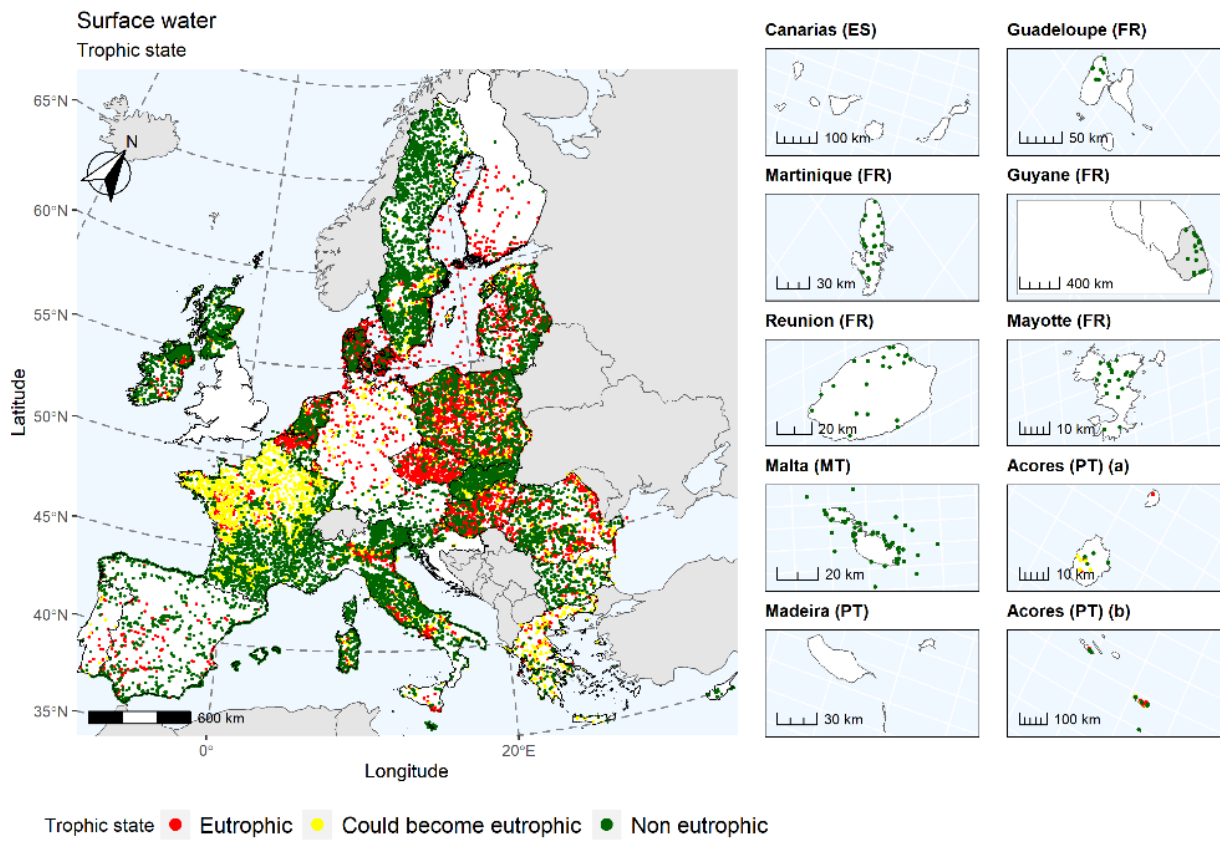 Surface water
Trophic state
65°N
60°N
55°N
50°N
45°N
40°N
35°N
N
Latitude
600 km
0°
20°E
Longitude
Canarias (ES)
100 km
Guadeloupe (FR)
50 km
Martinique (FR)
30 km
Guyane (FR)
400 km
Reunion (FR)
20 km
Mayotte (FR)
10 km
Malta (MT)
20 km
Acores (PT) (a)
10 km
Madeira (PT)
30 km
Acores (PT) (b)
100 km
Trophic state Eutrophic Could become eutrophic Non eutrophic